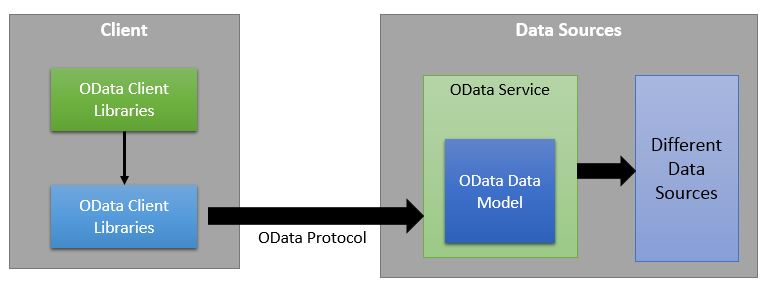 Client
OData Client
Libraries
OData Client
Libraries
OData Protocol
Data Sources
OData Service
OData Data
Model
Different
Data
Sources